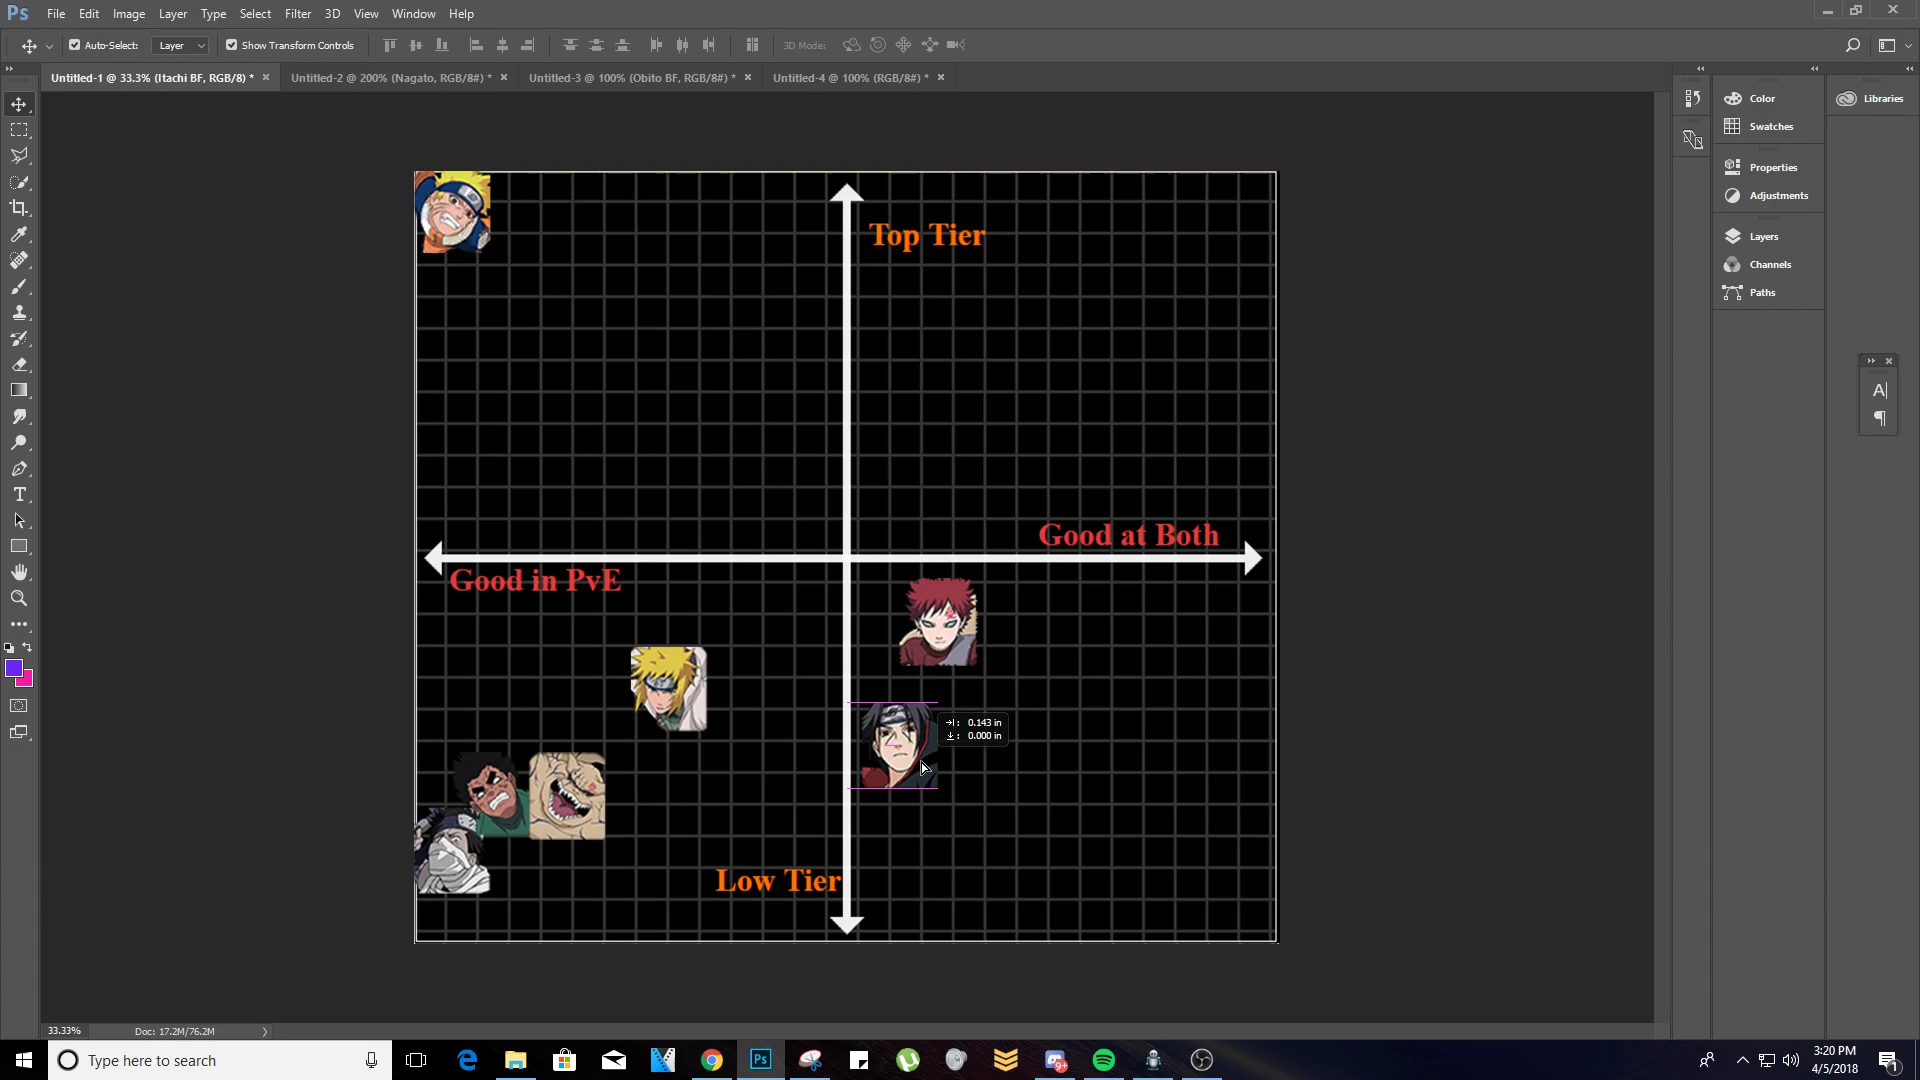 Ps File Edit Image Layer Type Select Filter 3D View Window Help
Auto-Select: Layer Show Transform Controls 3D Mode:
Untitled-1 @ 33.3% (Itachi BF, RGB/8) * Untitled-2 @ 200% (Nagato, RGB/8#) * Untitled-3 @ 100% (Obito BF, RGB/8#) * Untitled-4 @ 100% (RGB/8#) *
Color
Swatches
Properties
Adjustments
Layers
Channels
Paths
Libraries
Top Tier
Good at Both
Good in PvE
0.143 in
0.000 in
Low Tier
33.33% Doc: 17.2M/76.2M
Type here to search
Ps
9+
3:20 PM
4/5/2018
1